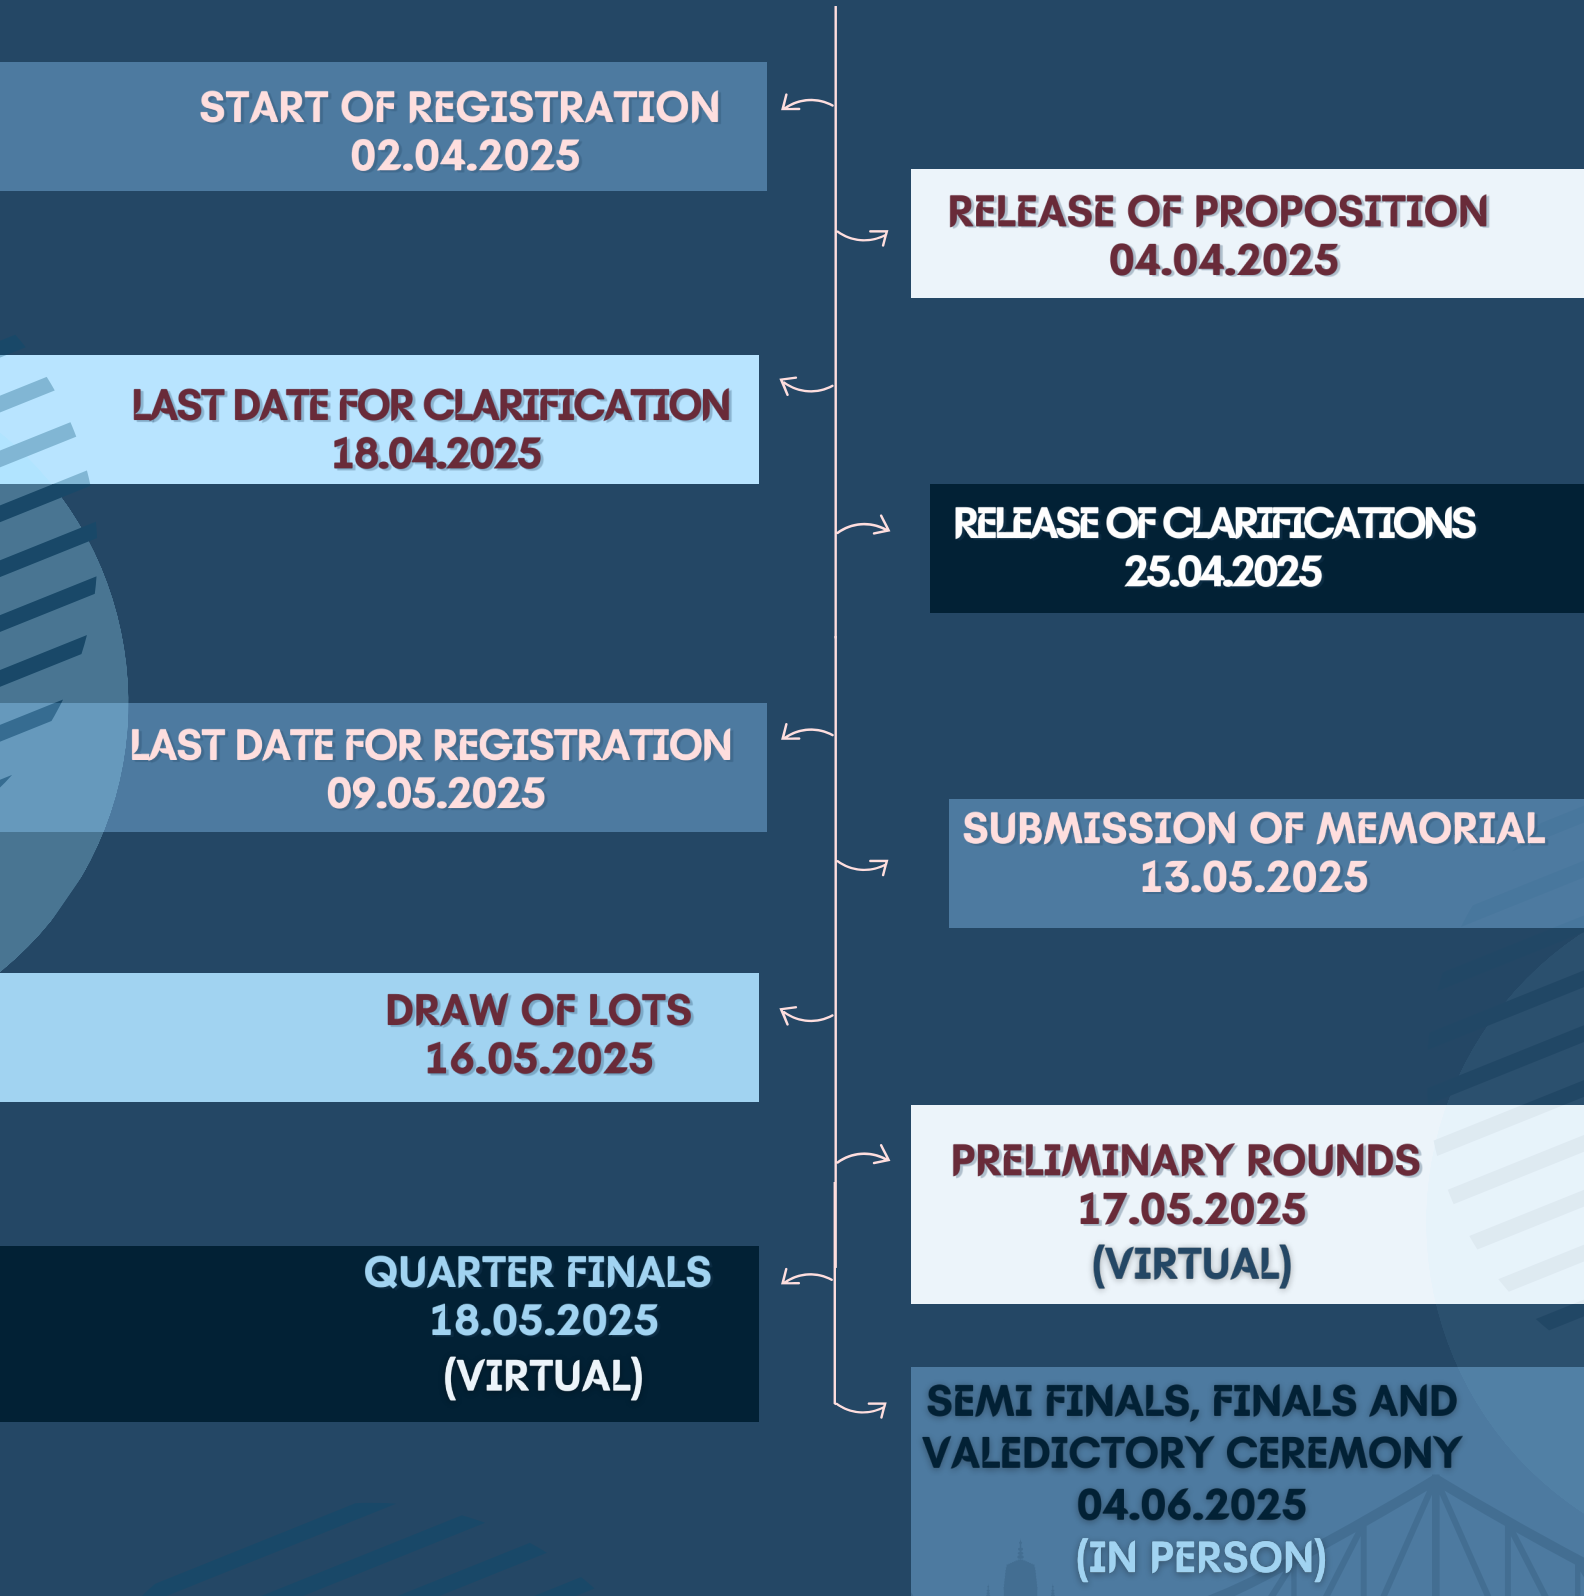 START OF REGISTRATION
02.04.2025
RELEASE OF PROPOSITION
04.04.2025
LAST DATE FOR CLARIFICATION
18.04.2025
RELEASE OF CLARIFICATIONS
25.04.2025
LAST DATE FOR REGISTRATION
09.05.2025
SUBMISSION OF MEMORIAL
13.05.2025
DRAW OF LOTS
16.05.2025
PRELIMINARY ROUNDS
17.05.2025
(VIRTUAL)
QUARTER FINALS
18.05.2025
(VIRTUAL)
SEMI FINALS, FINALS AND
VALEDICTORY CEREMONY
04.06.2025
(IN PERSON)